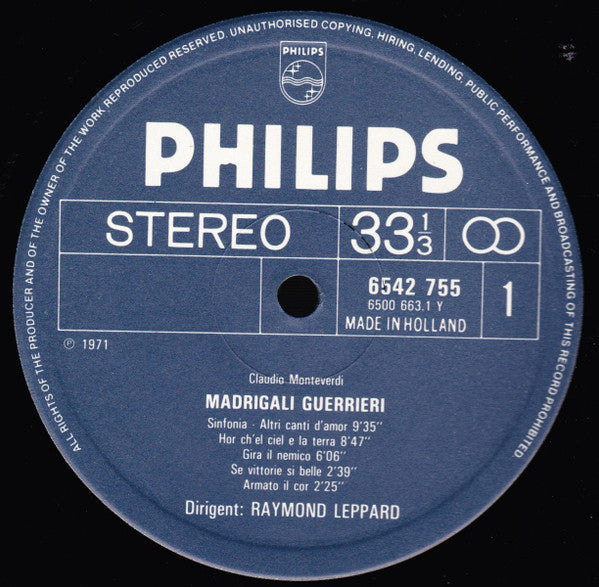 ALL RIGHTS OF THE PRODUCER AND OF THE OWNER OF THE WORK REPRODUCED RESERVED. UNAUTHORISED COPYING, HIRING, LENDING, PUBLIC PERFORMANCE AND BROADCASTING OF THIS RECORD PROHIBITED
PHILIPS
PHILIPS
STEREO 33 1/3
6542 755
6500 663.1 Y
MADE IN HOLLAND
1
℗ 1971
Claudio Monteverdi
MADRIGALI GUERRIERI
Sinfonia - Altri canti d'amor 9'35"
Hor ch'el ciel e la terra 8'47"
Gira il nemico 6'06"
Se vittorie si belle 2'39"
Armato il cor 2'25"
Dirigent: RAYMOND LEPPARD